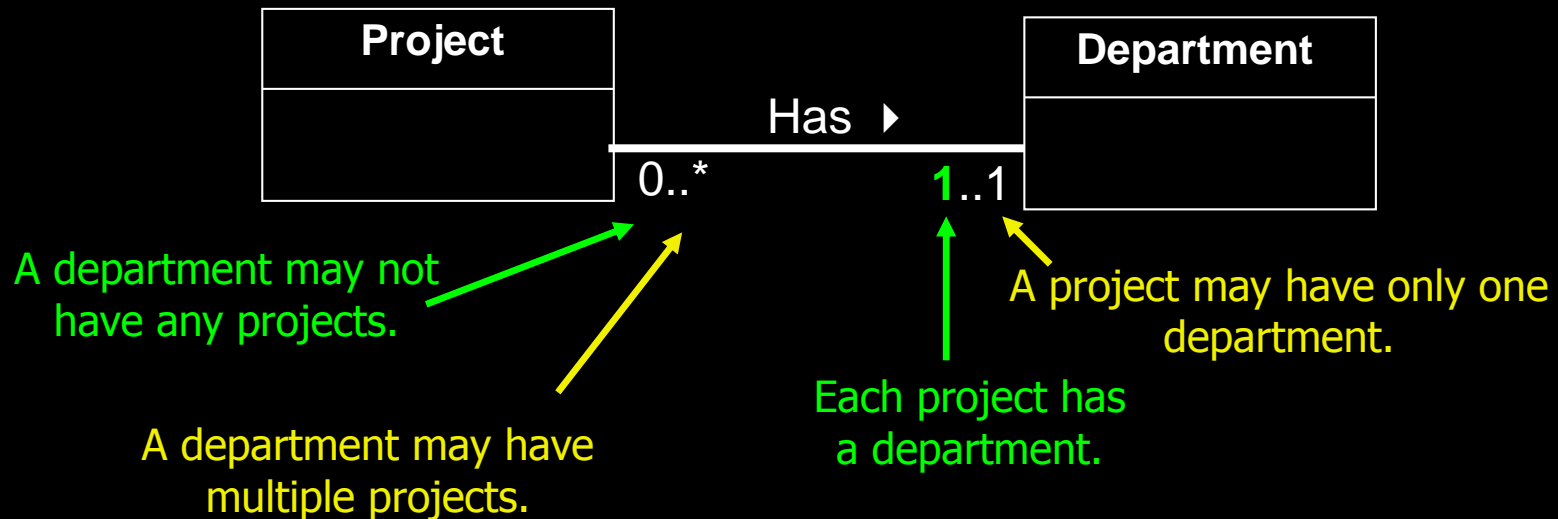 Project
Department
Has
0..*
1..1
A department may not
have any projects.
A project may have only one
department.
Each project has
a department.
A department may have
multiple projects.